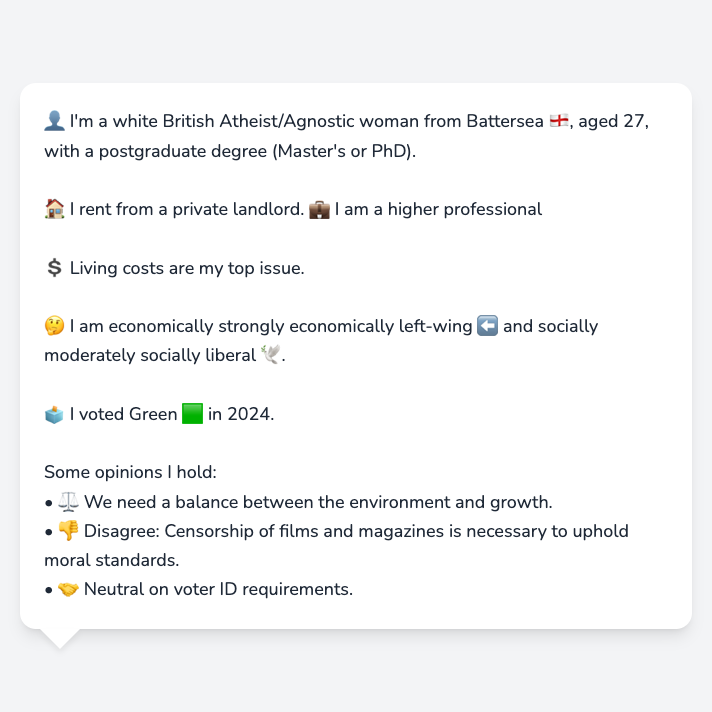 👤 I'm a white British Atheist/Agnostic woman from Battersea 🏴󠁧󠁢󠁥󠁮󠁧󠁿, aged 27,
with a postgraduate degree (Master's or PhD).
🏠 I rent from a private landlord. 💼 I am a higher professional
💲 Living costs are my top issue.
🤔 I am economically strongly economically left-wing ⬅️ and socially
moderately socially liberal 🕊️.
🗳️ I voted Green 🟩 in 2024.
Some opinions I hold:
• ⚖️ We need a balance between the environment and growth.
• 👎 Disagree: Censorship of films and magazines is necessary to uphold
moral standards.
• 🤝 Neutral on voter ID requirements.